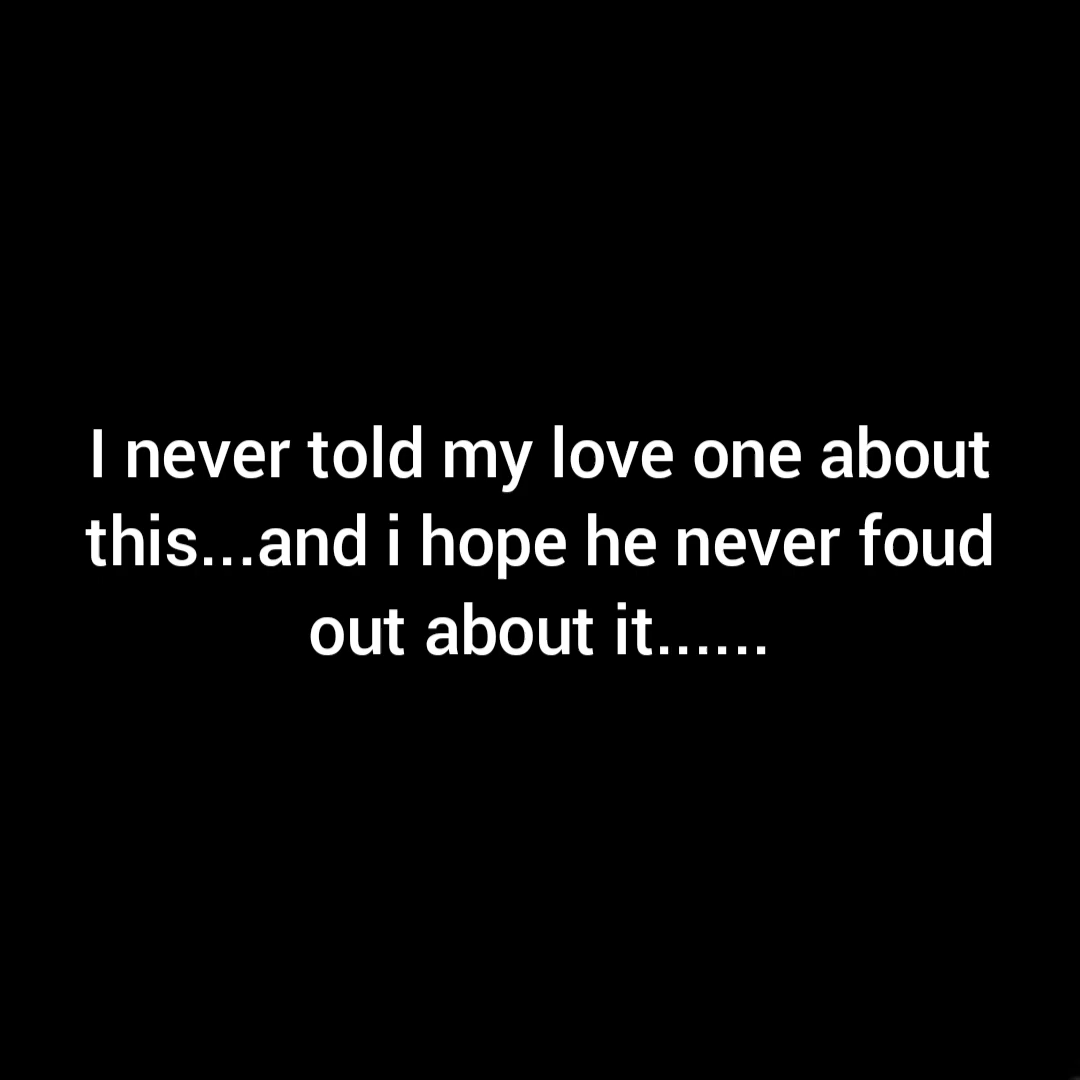 I never told my love one about
this...and i hope he never foud
out about it......